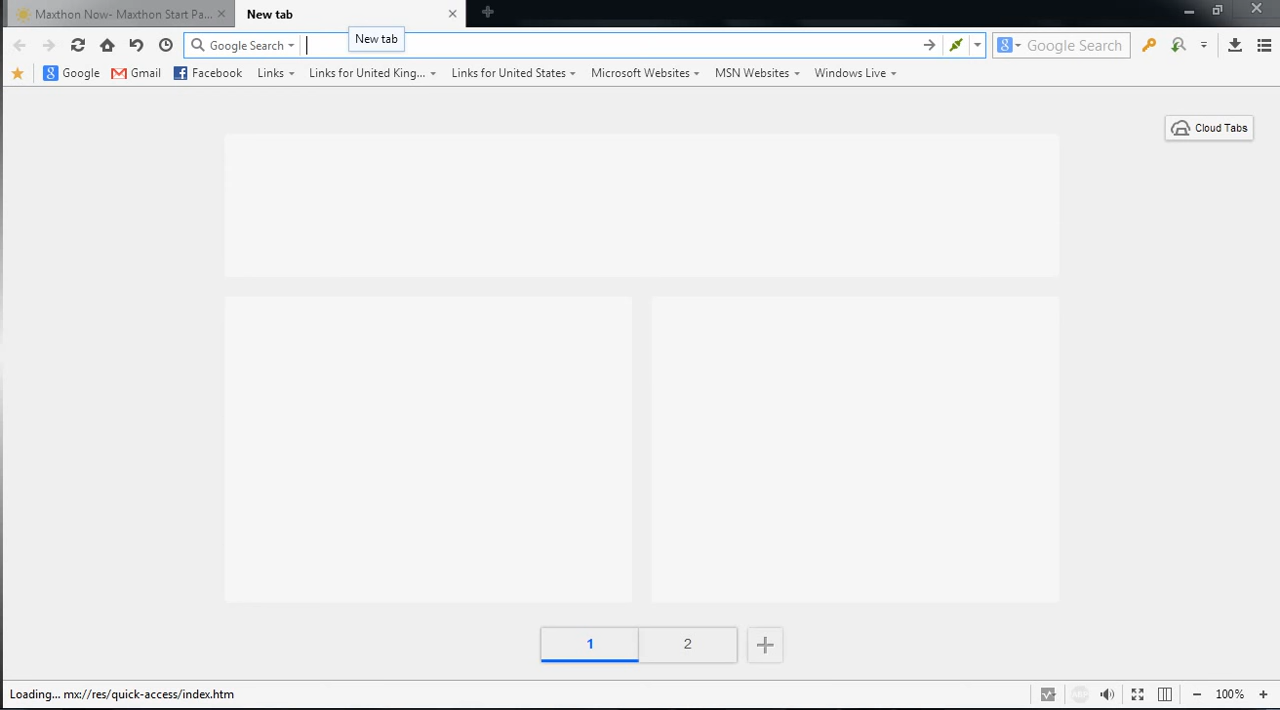 Maxthon Now- Maxthon Start Pa...
New tab
Google Search
New tab
Google Search
Google
Gmail
Facebook
Links
Links for United King...
Links for United States
Microsoft Websites
MSN Websites
Windows Live
Cloud Tabs
1
2
Loading... mx://res/quick-access/index.htm
100%